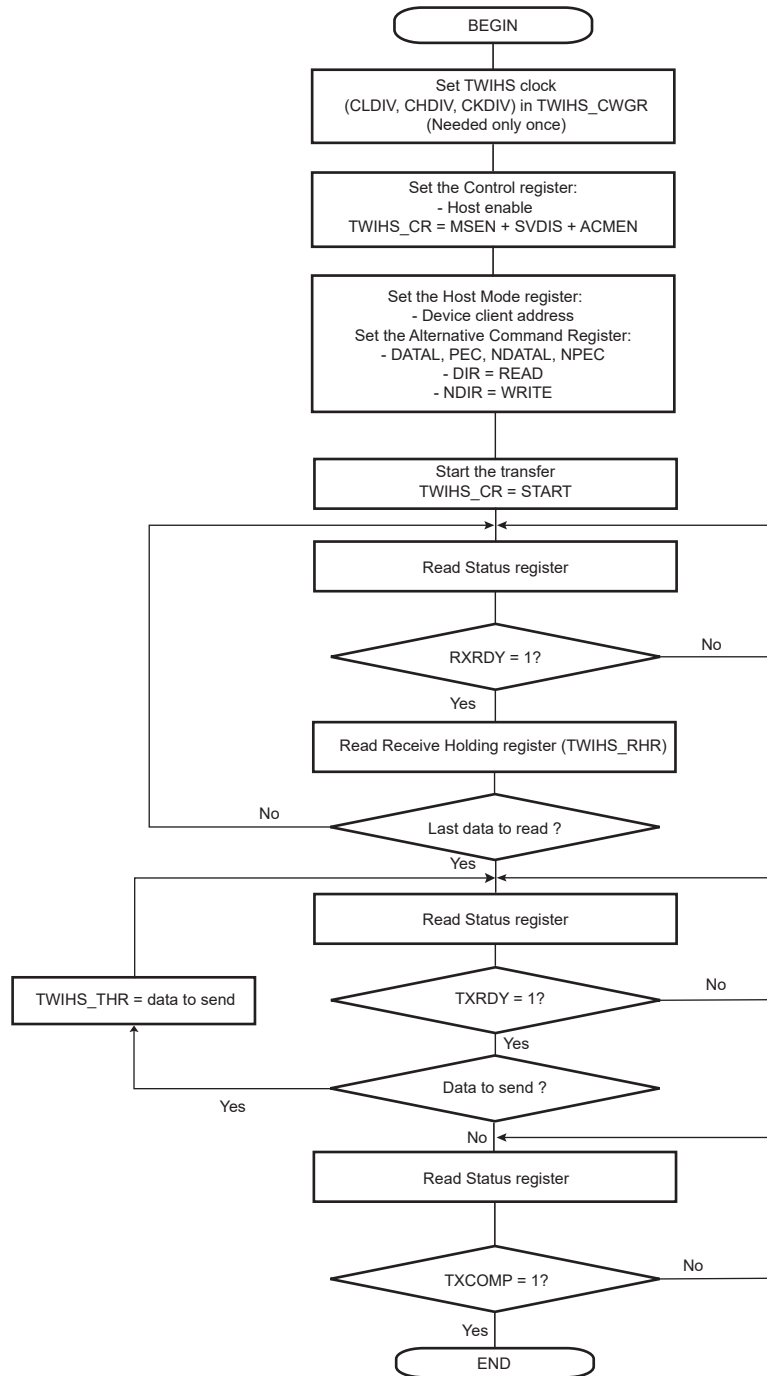 BEGIN
Set TWIHS clock
(CLDIV, CHDIV, CKDIV) in TWIHS_CWGR
(Needed only once)
Set the Control register:
- Host enable
TWIHS_CR = MSEN + SVDIS + ACMEN
Set the Host Mode register:
- Device client address
Set the Alternative Command Register:
- DATAL, PEC, NDATAL, NPEC
- DIR = READ
- NDIR = WRITE
Start the transfer
TWIHS_CR = START
Read Status register
RXRDY = 1?
No
Yes
Read Receive Holding register (TWIHS_RHR)
No
Last data to read ?
Yes
Read Status register
TWIHS_THR = data to send
TXRDY = 1?
No
Yes
Data to send ?
Yes
No
Read Status register
TXCOMP = 1?
No
Yes
END